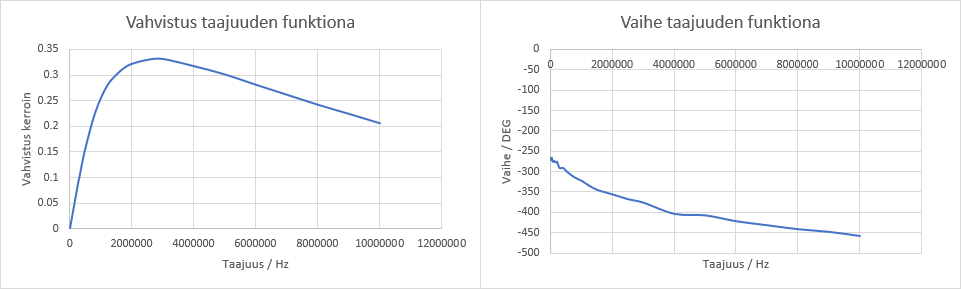 Vahvistus taajuuden funktiona
0.35
0.3
0.25
0.2
0.15
0.1
0.05
0
0 2000000 4000000 6000000 8000000 10000000 12000000
Vahvistus kerroin
Taajuus / Hz
Vaihe taajuuden funktiona
0
0 2000000 4000000 6000000 8000000 10000000 12000000
-50
-100
-150
-200
-250
-300
-350
-400
-450
-500
Vaihe / DEG
Taajuus / Hz